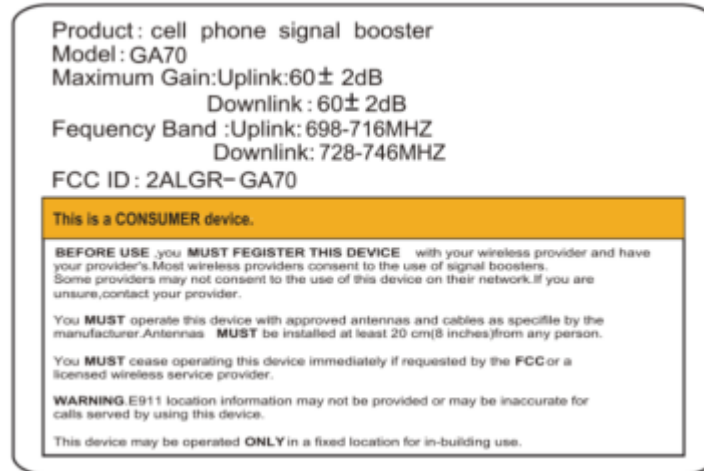 Product: cell phone signal booster
Model: GA70
Maximum Gain:Uplink:60± 2dB
Downlink : 60± 2dB
Fequency Band :Uplink: 698-716MHZ
Downlink: 728-746MHZ
FCC ID: 2ALGR-GA70
This is a CONSUMER device.
BEFORE USE ,you MUST FEGISTER THIS DEVICE with your wireless provider and have
your provider's.Most wireless providers consent to the use of signal boosters.
Some providers may not consent to the use of this device on their network.If you are
unsure,contact your provider.
You MUST operate this device with approved antennas and cables as specifile by the
manufacturer.Antennas MUST be installed at least 20 cm(8 inches)from any person.
You MUST cease operating this device immediately if requested by the FCC or a
licensed wireless service provider.
WARNING.E911 location information may not be provided or may be inaccurate for
calls served by using this device.
This device may be operated ONLY in a fixed location for in-building use.